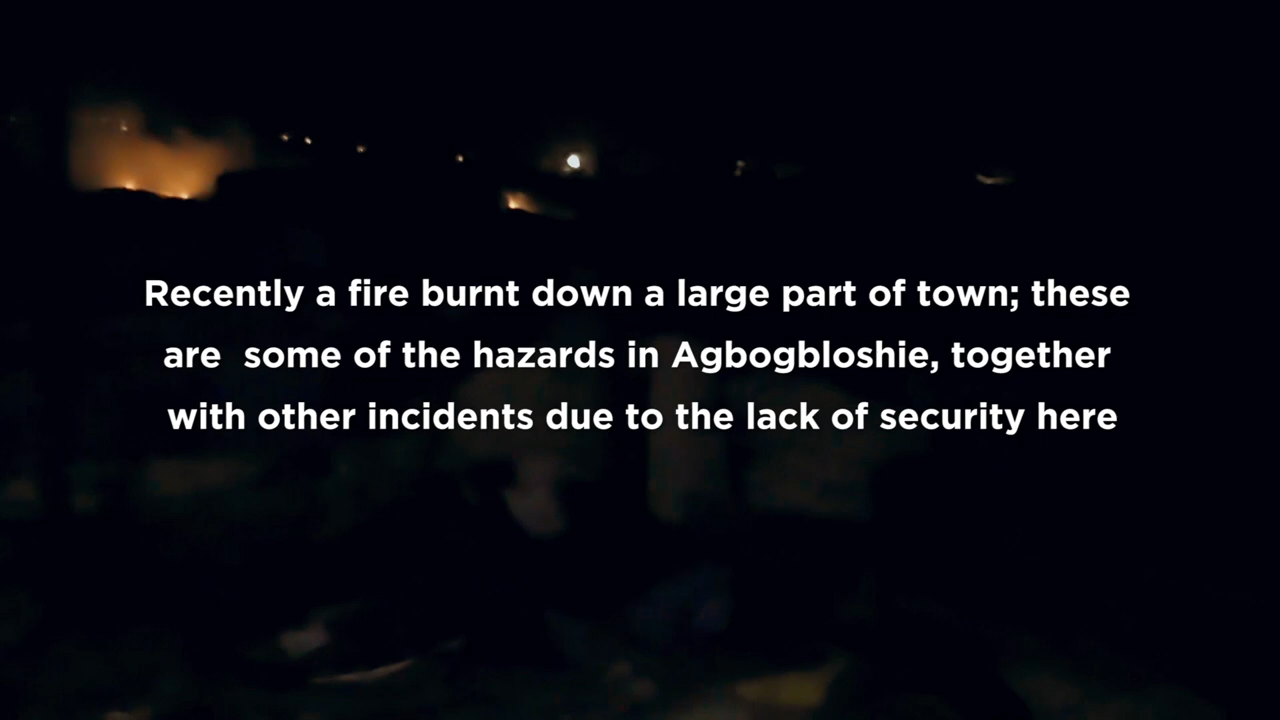 Recently a fire burnt down a large part of town; these
are  some of the hazards in Agbogbloshie, together
with other incidents due to the lack of security here